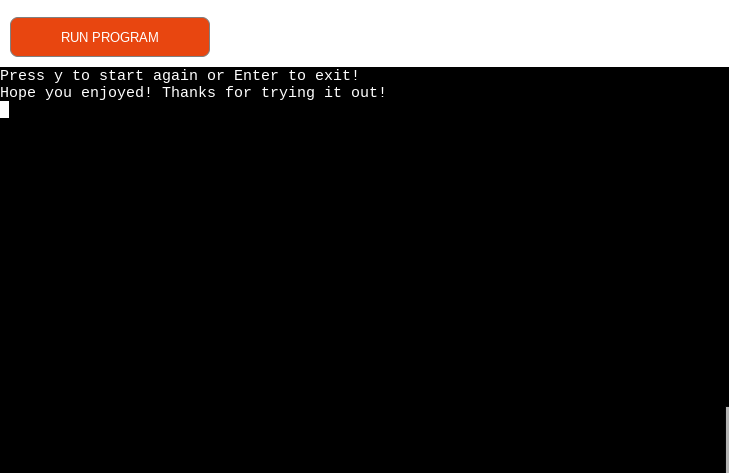 RUN PROGRAM
Press y to start again or Enter to exit!
Hope you enjoyed! Thanks for trying it out!